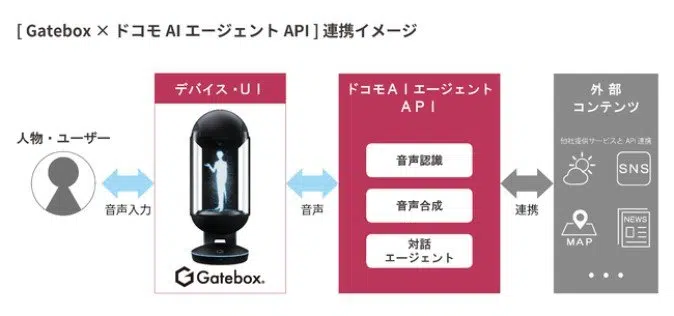 [ Gatebox × ドコモ AI エージェント API ] 連携イメージ
人物・ユーザー
音声入力
デバイス・UI
Gatebox®
音声
ドコモAIエージェント
API
音声認識
音声合成
対話
エージェント
連携
外部
コンテンツ
他社提供サービスと API 連携
SNS
MAP
NEWS